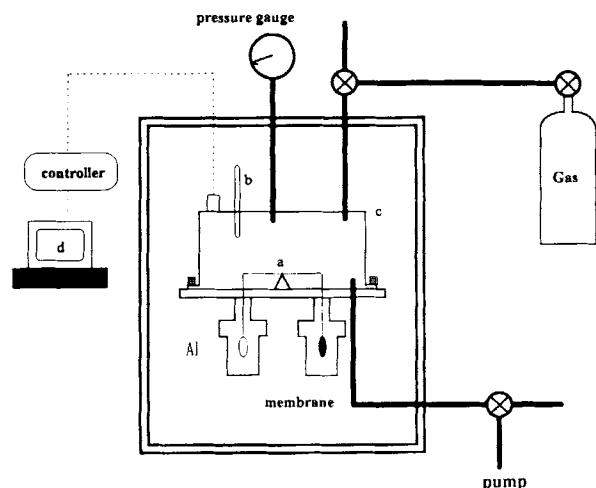 pressure gauge
controller
b
Gas
c
d
a
Al
membrane
pump